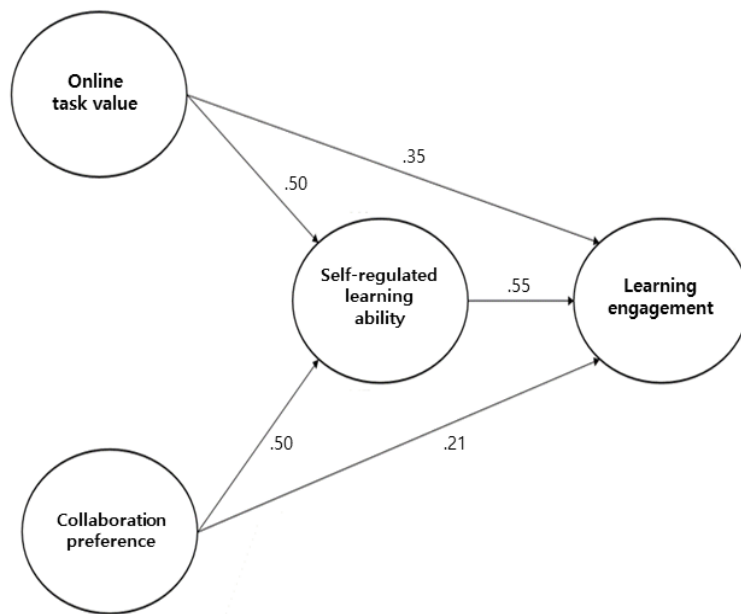 Online
task value
.35
.50
Self-regulated
learning
ability
.55
Learning
engagement
.50
.21
Collaboration
preference